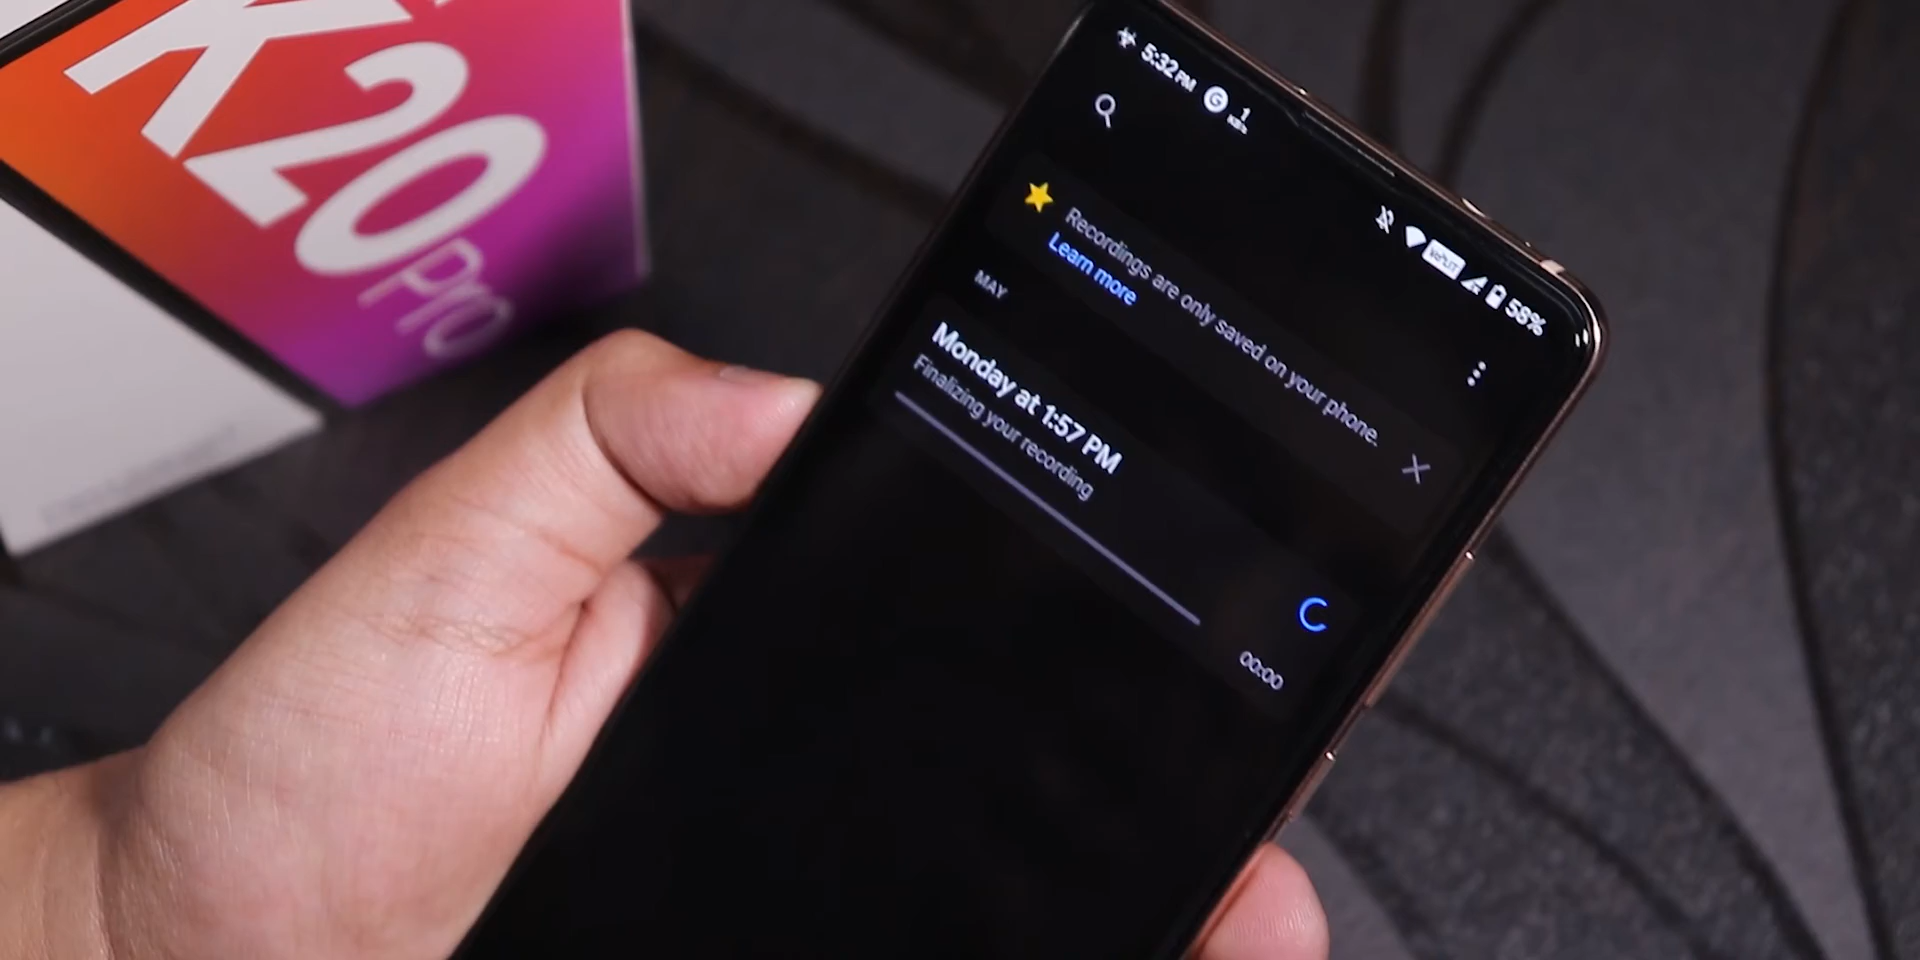 K20
Pro
5:32 PM G 1
58%
Recordings are only saved on your phone.
Learn more
MAY
Monday at 1:57 PM
Finalizing your recording
00:00